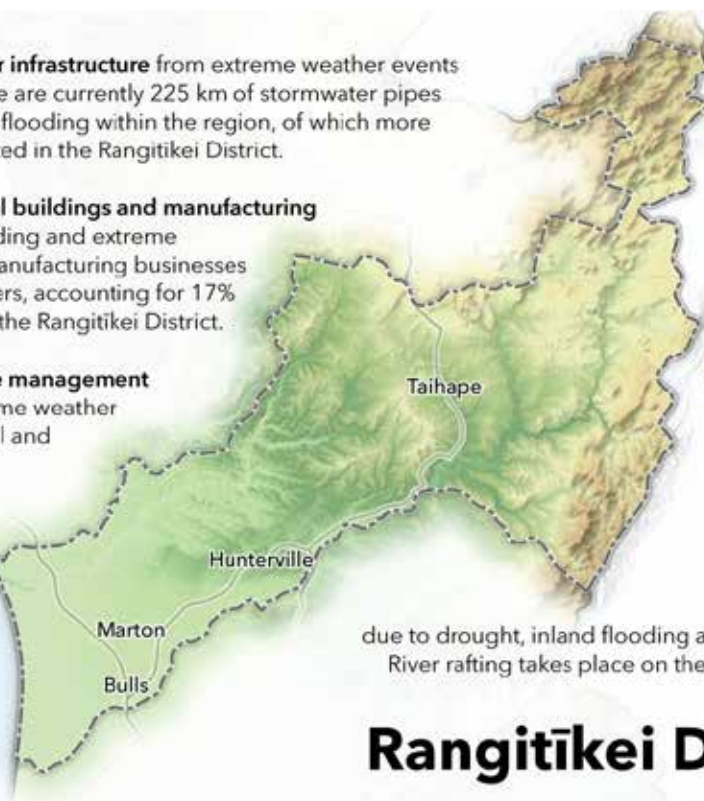 infrastructure from extreme weather events
e are currently 225 km of stormwater pipes
flooding within the region, of which more
ted in the Rangitīkei District.
l buildings and manufacturing
ding and extreme
anufacturing businesses
ers, accounting for 17%
the Rangitīkei District.
management
me weather
l and
Taihape
Hunterville
Marton
Bulls
due to drought, inland flooding a
River rafting takes place on the
Rangitīkei D